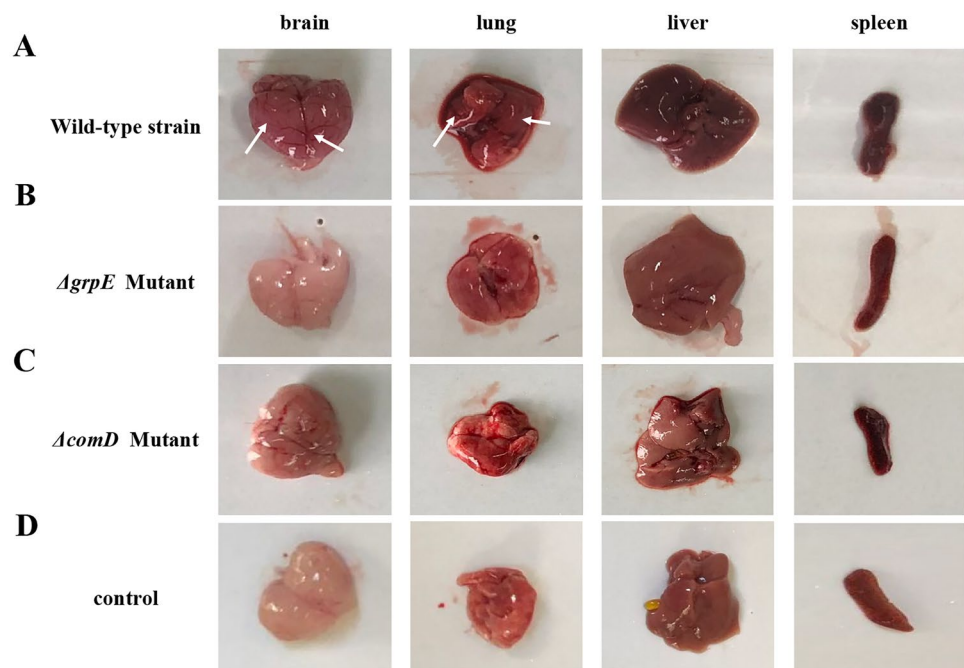 brain lung liver spleen
A
Wild-type strain
B
ΔgrpE Mutant
C
ΔcomD Mutant
D
control